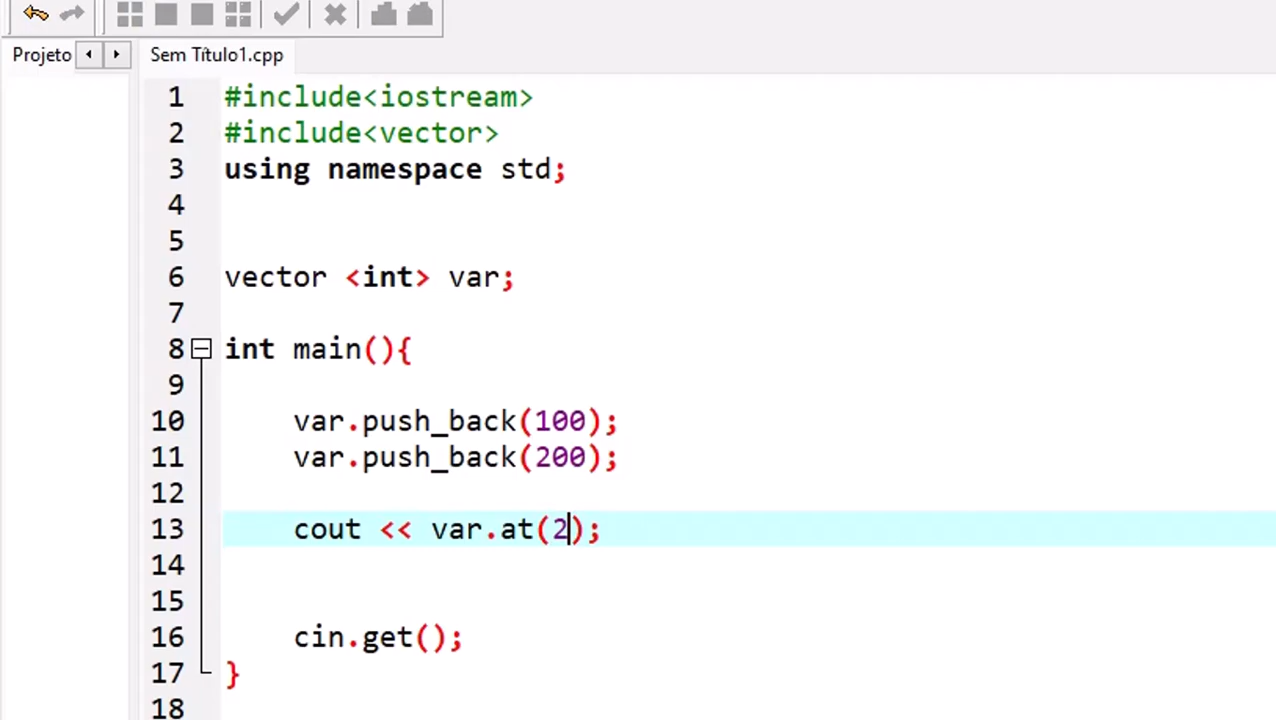 Projeto
Sem Título1.cpp
1 #include<iostream>
2 #include<vector>
3 using namespace std;
4
5
6 vector <int> var;
7
8 int main(){
9
10 var.push_back(100);
11 var.push_back(200);
12
13 cout << var.at(2);
14
15
16 cin.get();
17 }
18